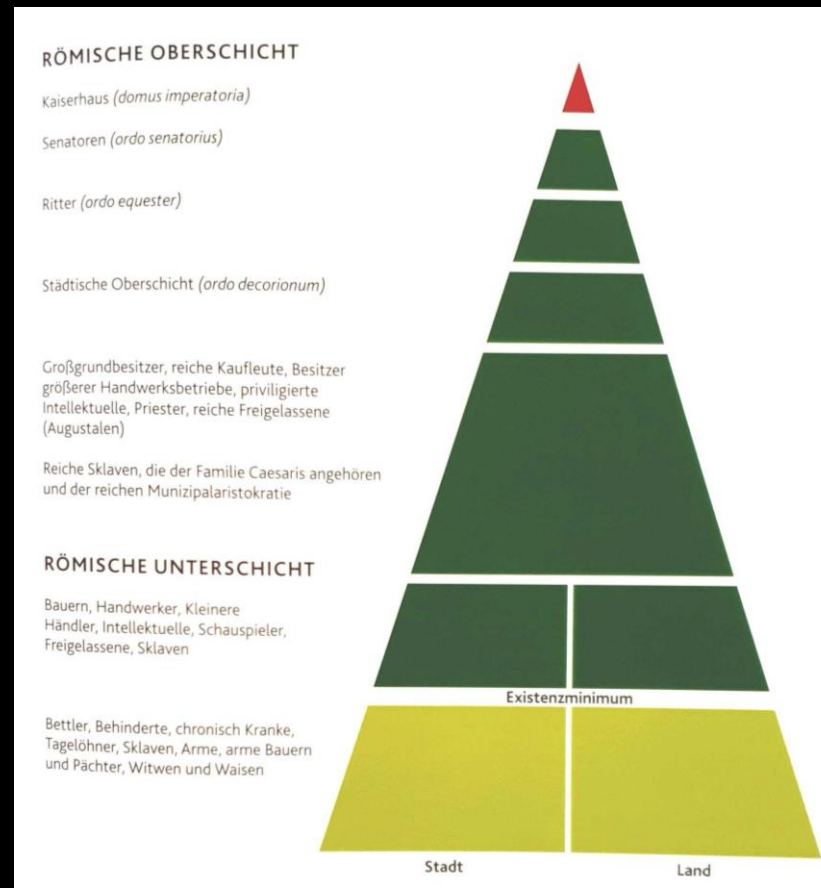 RÖMISCHE OBERSCHICHT
Kaiserhaus (domus imperatoria)
Senatoren (ordo senatorius)
Ritter (ordo equester)
Städtische Oberschicht (ordo decorionum)
Großgrundbesitzer, reiche Kaufleute, Besitzer
größerer Handwerksbetriebe, priviligierte
Intellektuelle, Priester, reiche Freigelassene
(Augustalen)
Reiche Sklaven, die der Familie Caesaris angehören
und der reichen Munizipalaristokratie
RÖMISCHE UNTERSCHICHT
Bauern, Handwerker, Kleinere
Händler, Intellektuelle, Schauspieler,
Freigelassene, Sklaven
Existenzminimum
Bettler, Behinderte, chronisch Kranke,
Tagelöhner, Sklaven, Arme, arme Bauern
und Pächter, Witwen und Waisen
Stadt
Land